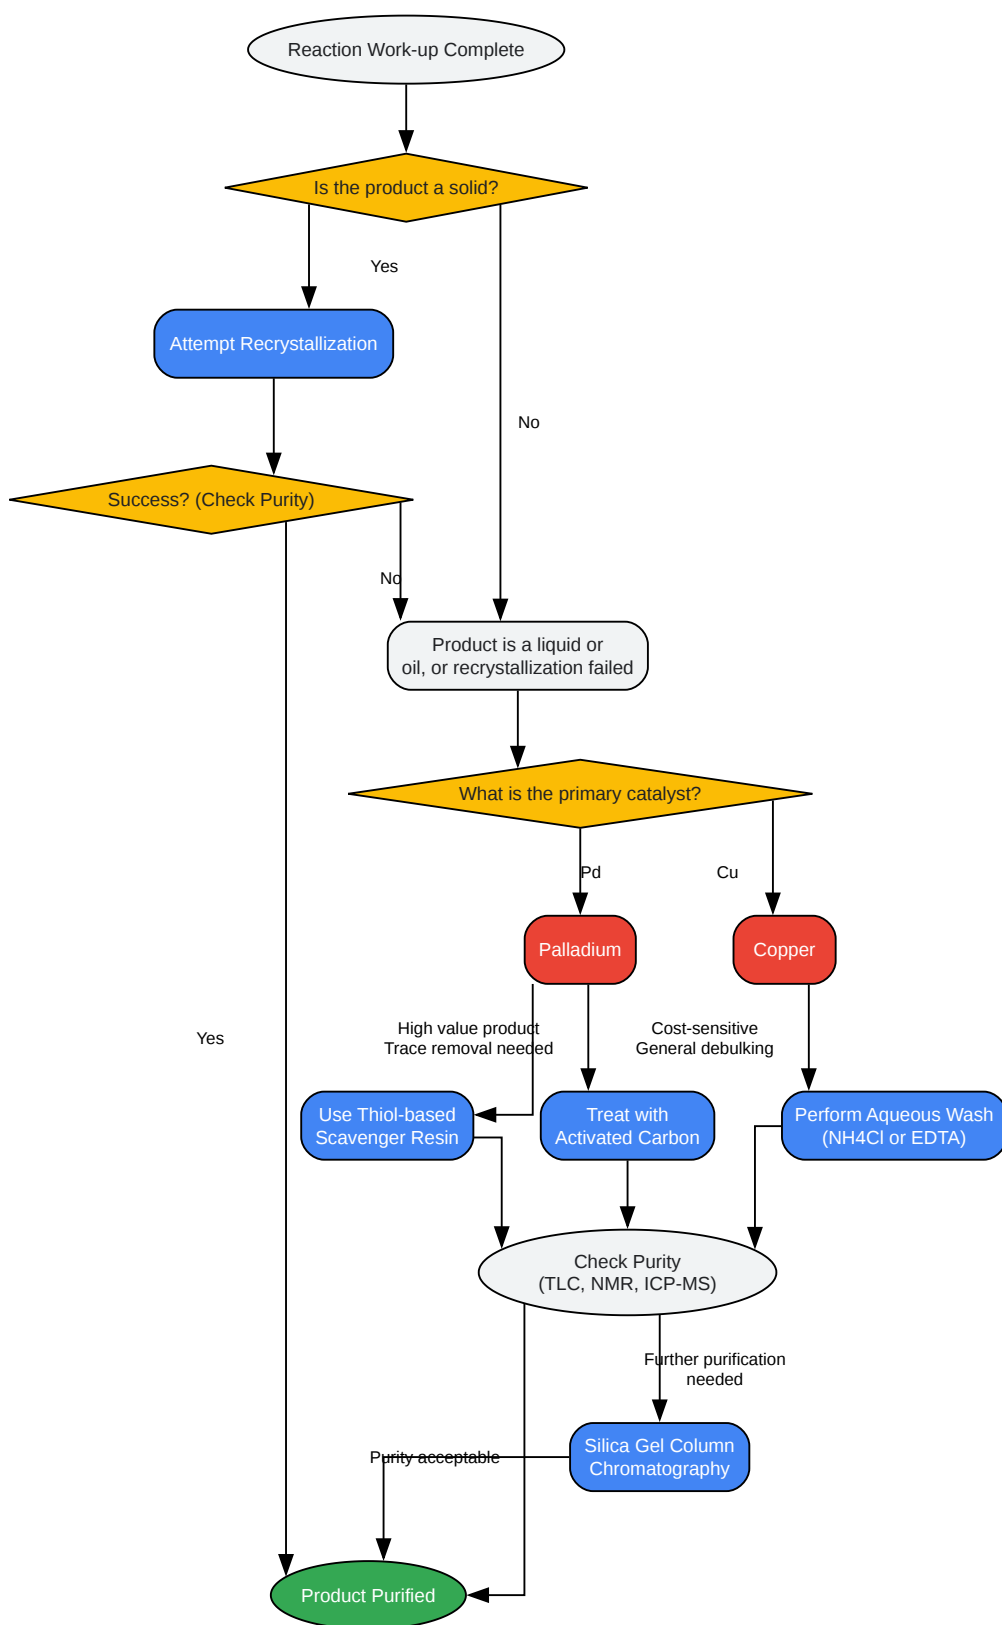 Reaction Work-up Complete
Is the product a solid?
Yes
Attempt Recrystallization
No
Success? (Check Purity)
No
Product is a liquid or
oil, or recrystallization failed
What is the primary catalyst?
Pd
Cu
Palladium
Copper
Yes
High value product
Trace removal needed
Cost-sensitive
General debulking
Use Thiol-based
Scavenger Resin
Treat with
Activated Carbon
Perform Aqueous Wash
(NH4Cl or EDTA)
Check Purity
(TLC, NMR, ICP-MS)
Further purification
needed
Silica Gel Column
Chromatography
Purity acceptable
Product Purified